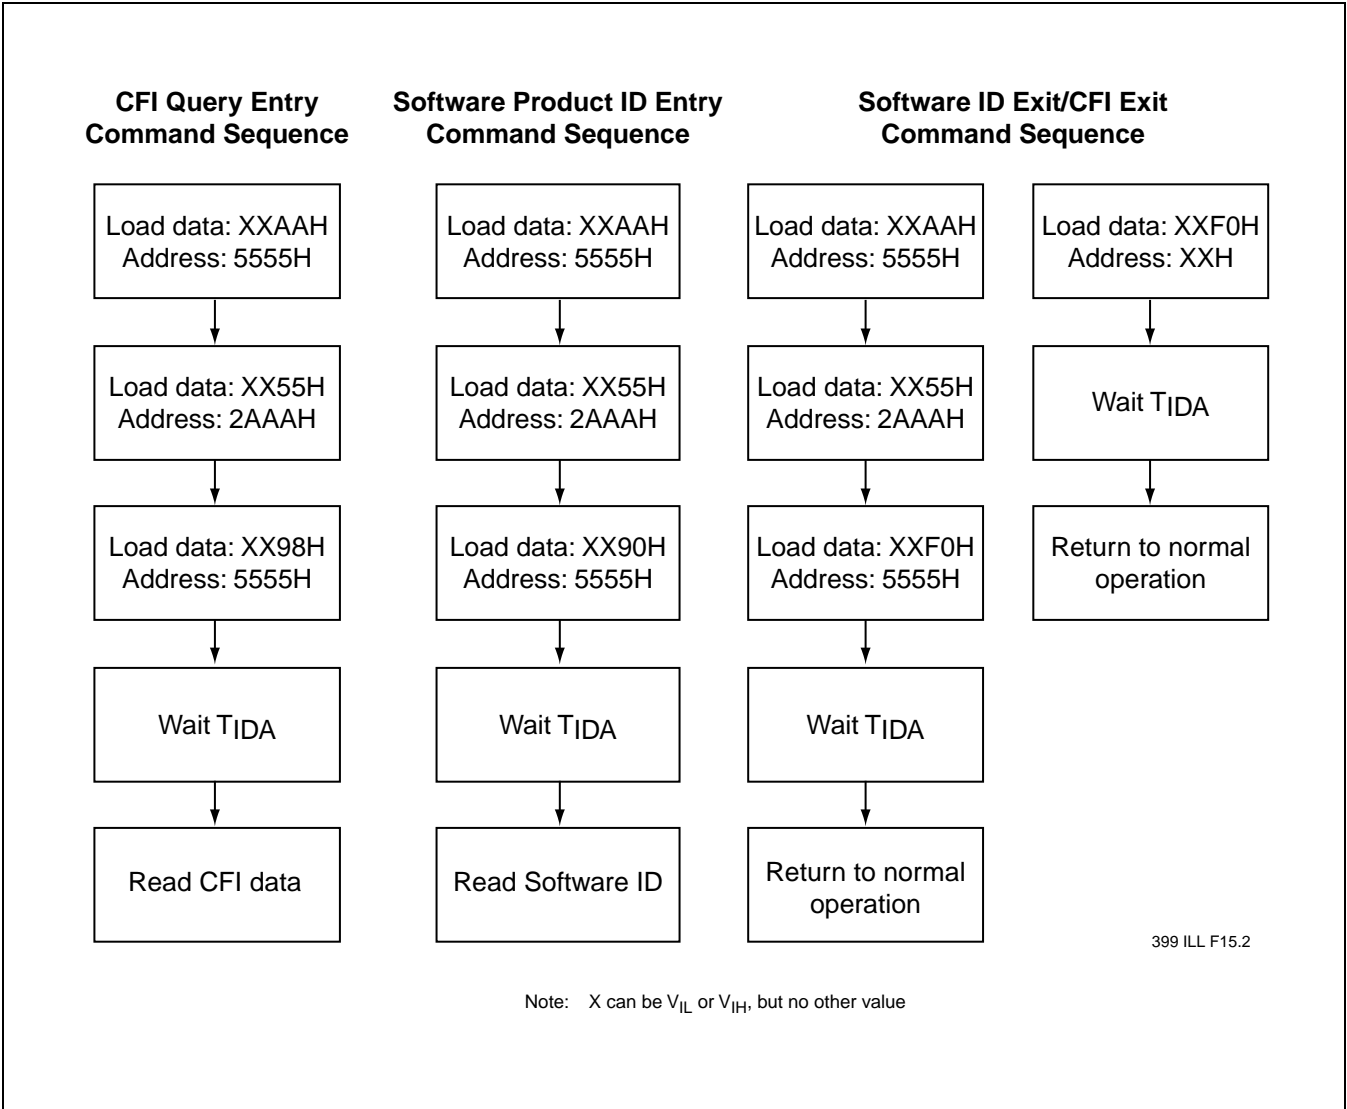 CFI Query Entry
Command Sequence
Load data: XXAAH
Address: 5555H
Load data: XX55H
Address: 2AAAH
Load data: XX98H
Address: 5555H
Wait TIDA
Read CFI data
Software Product ID Entry
Command Sequence
Load data: XXAAH
Address: 5555H
Load data: XX55H
Address: 2AAAH
Load data: XX90H
Address: 5555H
Wait TIDA
Read Software ID
Software ID Exit/CFI Exit
Command Sequence
Load data: XXAAH
Address: 5555H
Load data: XX55H
Address: 2AAAH
Load data: XXF0H
Address: 5555H
Wait TIDA
Return to normal
operation
Load data: XXF0H
Address: XXH
Wait TIDA
Return to normal
operation
399 ILL F15.2
Note: X can be VIL or VIH, but no other value